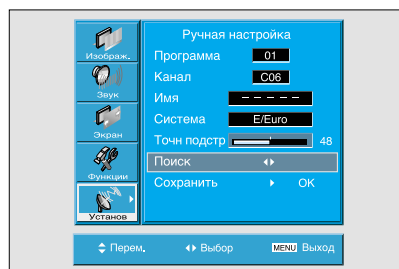 Ручная настройка
Изображ.
Звук
Экран
Функции
Установ
Программа 01
Канал C06
Имя – – – – –
Система E/Euro
Точн подстр 48
Поиск
Сохранить OK
Перем. Выбор MENU Выход